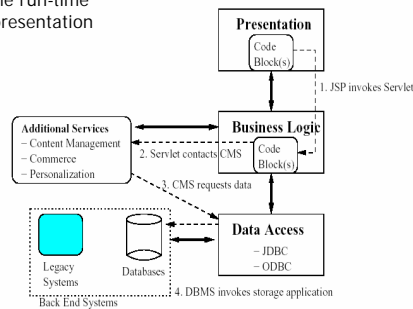 he run-time
presentation
Presentation
Code
Block(s)
1. JSP invokes Servlet
Additional Services
– Content Management
– Commerce
– Personalization
Business Logic
Code
Block(s)
2. Servlet contacts CMS
3. CMS requests data
Data Access
– JDBC
– ODBC
Legacy
Systems
Databases
4. DBMS invokes storage application
Back End Systems